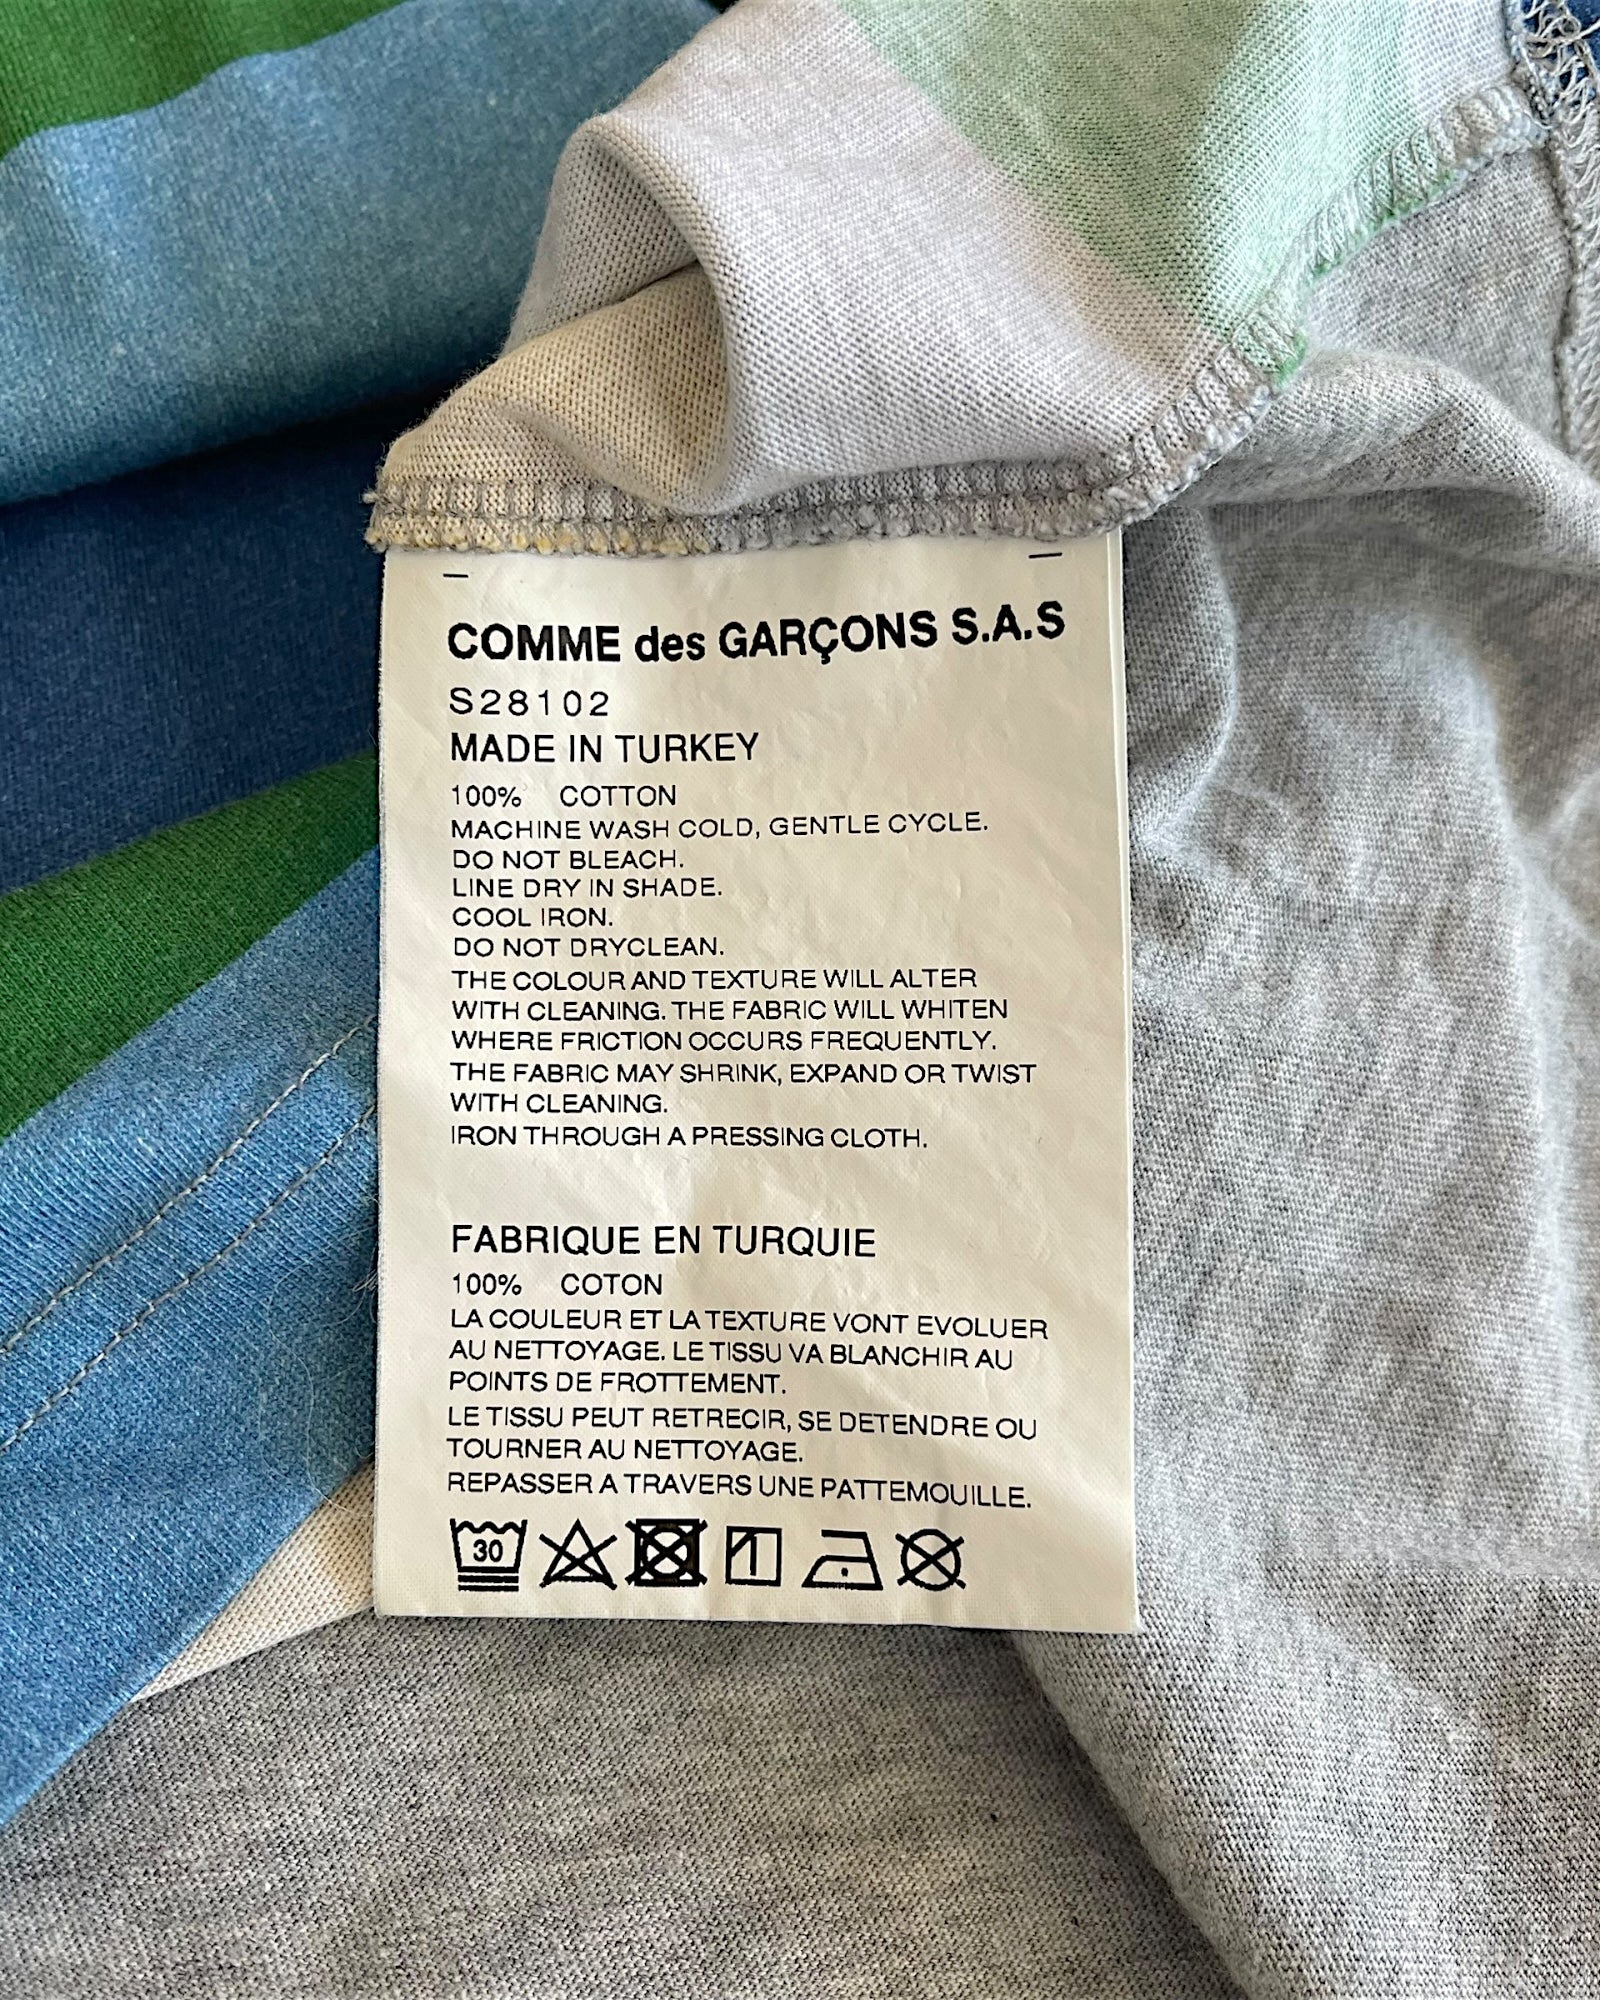 COMME des GARÇONS S.A.S
S28102
MADE IN TURKEY
100% COTTON
MACHINE WASH COLD, GENTLE CYCLE.
DO NOT BLEACH.
LINE DRY IN SHADE.
COOL IRON.
DO NOT DRYCLEAN.
THE COLOUR AND TEXTURE WILL ALTER
WITH CLEANING. THE FABRIC WILL WHITEN
WHERE FRICTION OCCURS FREQUENTLY.
THE FABRIC MAY SHRINK, EXPAND OR TWIST
WITH CLEANING.
IRON THROUGH A PRESSING CLOTH.
FABRIQUE EN TURQUIE
100% COTON
LA COULEUR ET LA TEXTURE VONT EVOLUER
AU NETTOYAGE. LE TISSU VA BLANCHIR AU
POINTS DE FROTTEMENT.
LE TISSU PEUT RETRECIR, SE DETENDRE OU
TOURNER AU NETTOYAGE.
REPASSER A TRAVERS UNE PATTEMOUILLE.
30